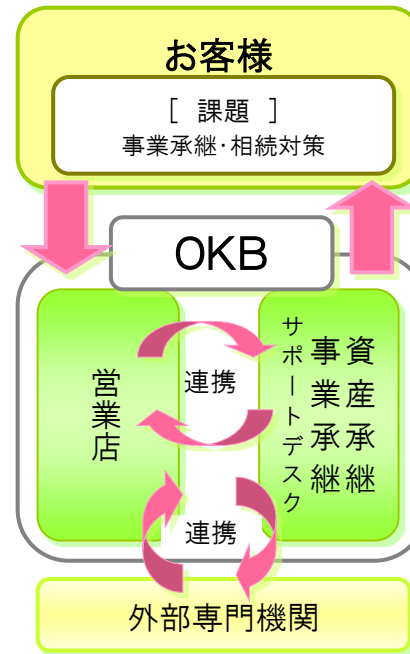 お客様
[ 課題 ]
事業承継・相続対策
OKB
営業店
連携
資産承継
事業承継
サポートデスク
連携
外部専門機関